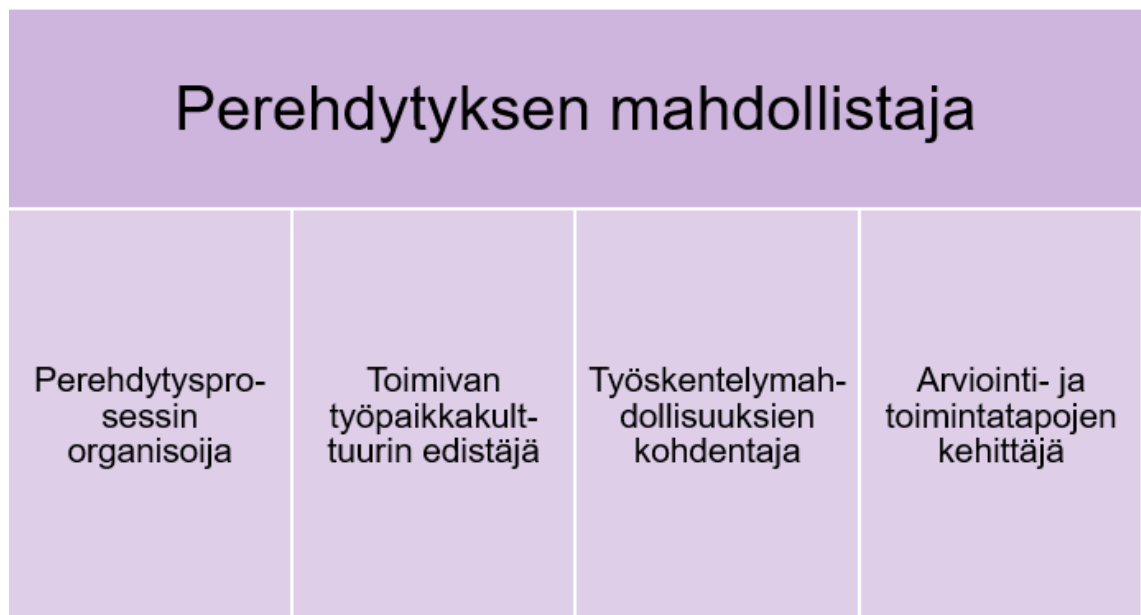 Perehdytyksen mahdollistaja
Perehdytyspro-
sessin
organisoija
Toimivan
työpaikkakult-
tuurin edistäjä
Työskentelymah-
dollisuuksien
kohdentaja
Arviointi- ja
toimintatapojen
kehittäjä